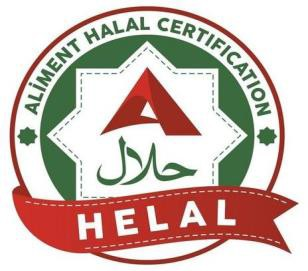 ALİMENT HALAL CERTIFICATION
A
حلال
HELAL